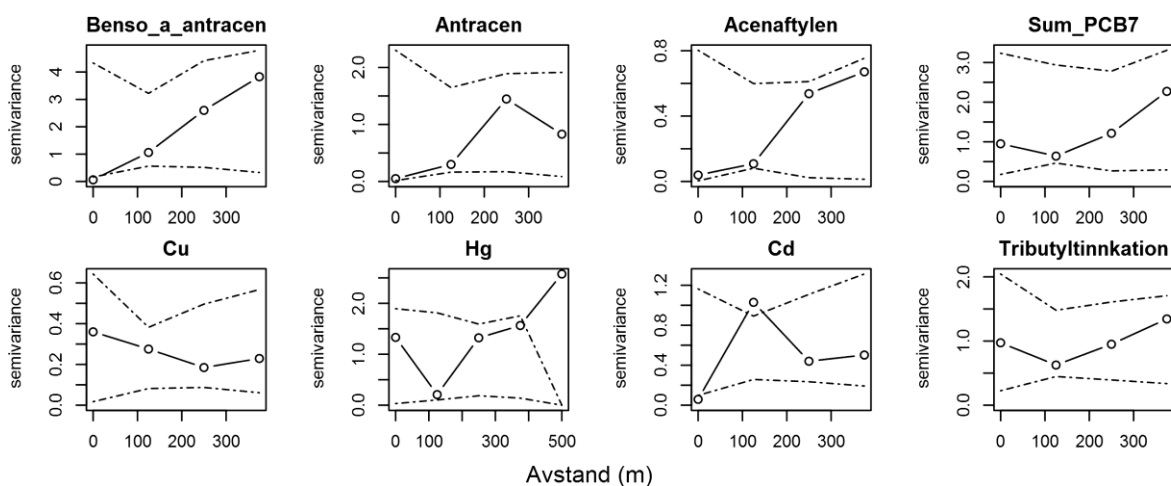 Benso_a_antracen
semivariance
0 1 2 3 4
0 100 200 300
Antracen
semivariance
0.0 1.0 2.0
0 100 200 300
Acenaftylen
semivariance
0.0 0.4 0.8
0 100 200 300
Sum_PCB7
semivariance
0.0 1.0 2.0 3.0
0 100 200 300
Cu
semivariance
0.0 0.2 0.4 0.6
0 100 200 300
Hg
semivariance
0.0 1.0 2.0
0 100 300 500
Cd
semivariance
0.0 0.4 0.8 1.2
0 100 200 300
Tributyltinnkation
semivariance
0.0 1.0 2.0
0 100 200 300
Avstand (m)